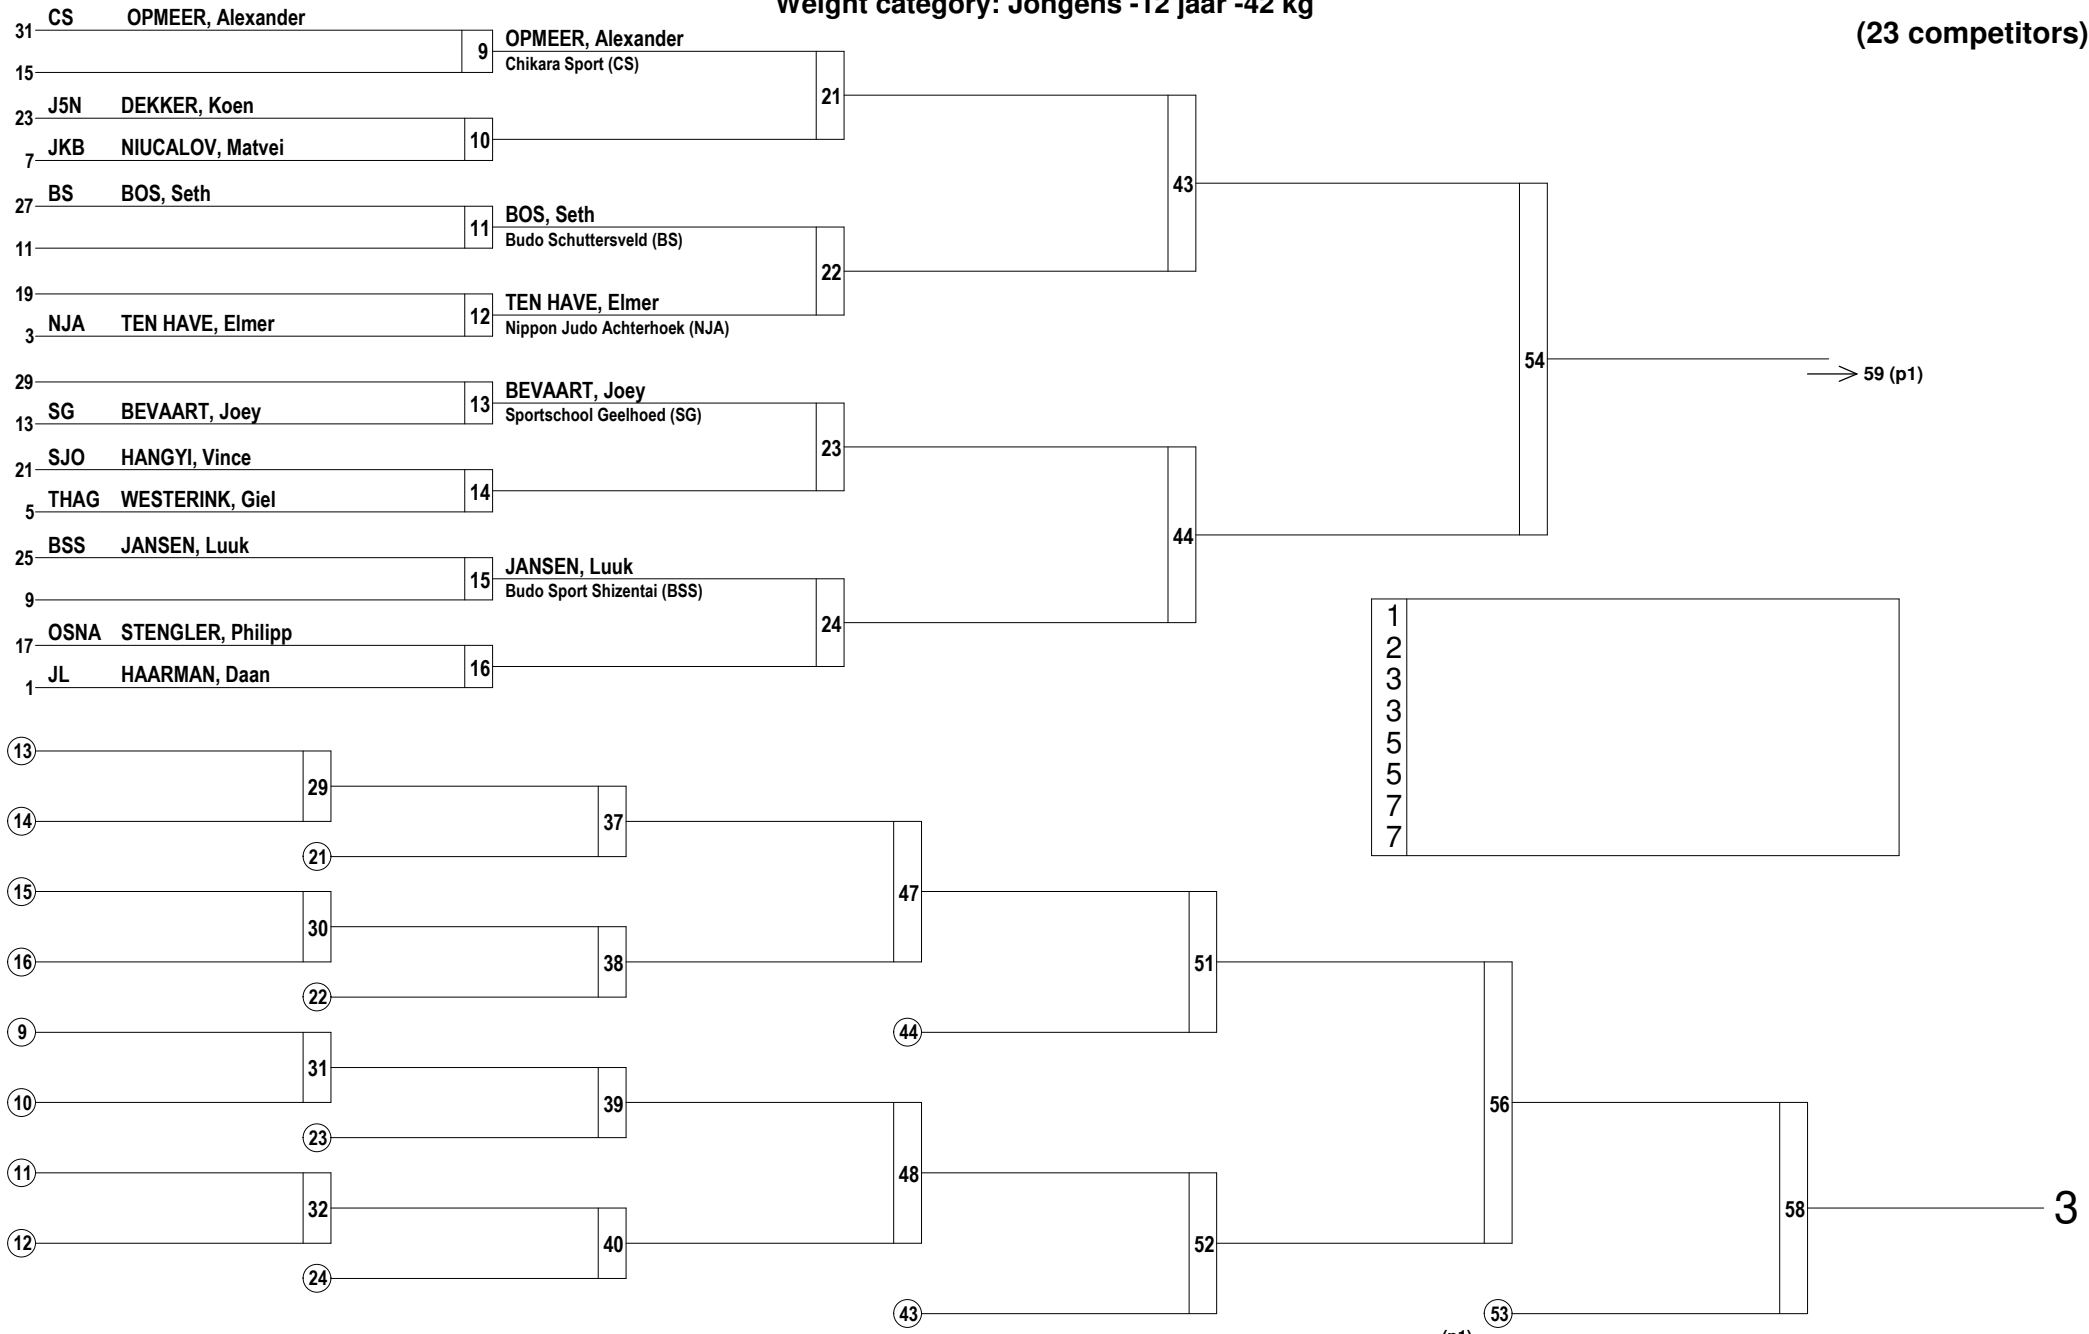 Weight category: Jongens -12 jaar -42 kg
(23 competitors)
31 CS OPMEER, Alexander
15
9 OPMEER, Alexander
Chikara Sport (CS)
23 J5N DEKKER, Koen
7 JKB NIUCALOV, Matvei
10
21
27 BS BOS, Seth
11
11 BOS, Seth
Budo Schuttersveld (BS)
19
3 NJA TEN HAVE, Elmer
12 TEN HAVE, Elmer
Nippon Judo Achterhoek (NJA)
22
43
29
13 SG BEVAART, Joey
13 BEVAART, Joey
Sportschool Geelhoed (SG)
21 SJO HANGYI, Vince
5 THAG WESTERINK, Giel
14
23
25 BSS JANSEN, Luuk
9
15 JANSEN, Luuk
Budo Sport Shizentai (BSS)
17 OSNA STENGLER, Philipp
1 JL HAARMAN, Daan
16
24
44
54
59 (p1)
1
2
3
3
5
5
7
7
13
14
29
21
37
15
16
30
22
38
47
44
51
9
10
31
23
39
11
12
32
24
40
48
43
52
56
53
58
3
(p1)